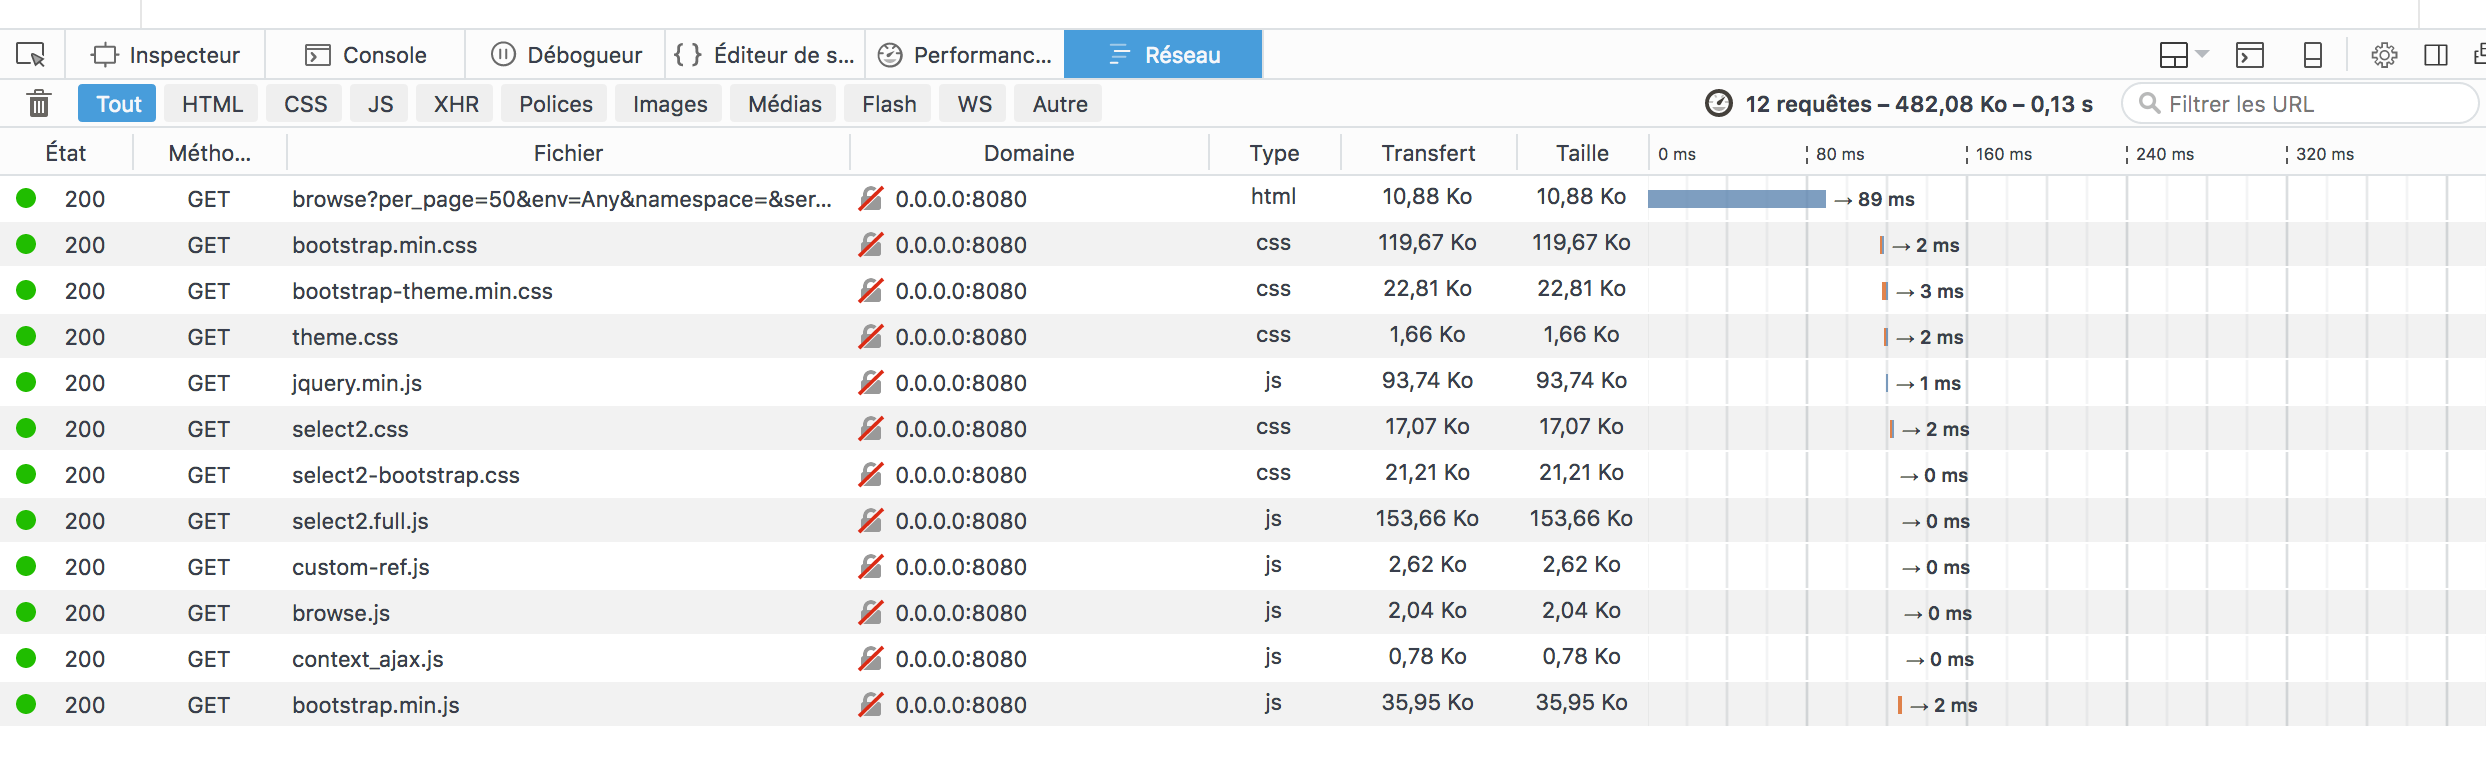 Inspecteur Console Débogueur Éditeur de s... Performanc... Réseau
Tout HTML CSS JS XHR Polices Images Médias Flash WS Autre 12 requêtes – 482,08 Ko – 0,13 s Filtrer les URL
État Métho... Fichier Domaine Type Transfert Taille 0 ms 80 ms 160 ms 240 ms 320 ms
200 GET browse?per_page=50&env=Any&namespace=&ser... 0.0.0.0:8080 html 10,88 Ko 10,88 Ko → 89 ms
200 GET bootstrap.min.css 0.0.0.0:8080 css 119,67 Ko 119,67 Ko → 2 ms
200 GET bootstrap-theme.min.css 0.0.0.0:8080 css 22,81 Ko 22,81 Ko → 3 ms
200 GET theme.css 0.0.0.0:8080 css 1,66 Ko 1,66 Ko → 2 ms
200 GET jquery.min.js 0.0.0.0:8080 js 93,74 Ko 93,74 Ko → 1 ms
200 GET select2.css 0.0.0.0:8080 css 17,07 Ko 17,07 Ko → 2 ms
200 GET select2-bootstrap.css 0.0.0.0:8080 css 21,21 Ko 21,21 Ko → 0 ms
200 GET select2.full.js 0.0.0.0:8080 js 153,66 Ko 153,66 Ko → 0 ms
200 GET custom-ref.js 0.0.0.0:8080 js 2,62 Ko 2,62 Ko → 0 ms
200 GET browse.js 0.0.0.0:8080 js 2,04 Ko 2,04 Ko → 0 ms
200 GET context_ajax.js 0.0.0.0:8080 js 0,78 Ko 0,78 Ko → 0 ms
200 GET bootstrap.min.js 0.0.0.0:8080 js 35,95 Ko 35,95 Ko → 2 ms